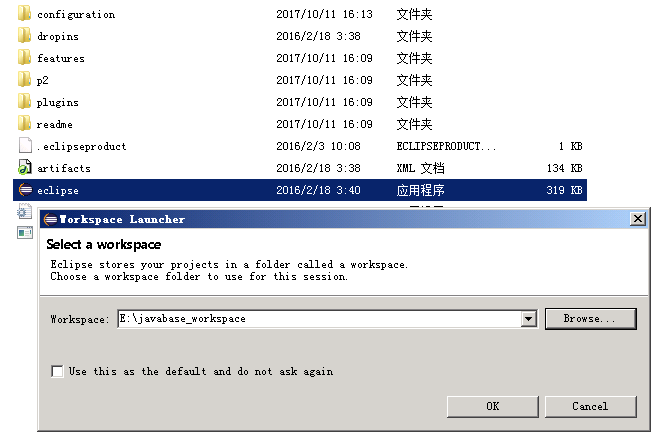 configuration 2017/10/11 16:13 文件夹
dropins 2016/2/18 3:38 文件夹
features 2017/10/11 16:09 文件夹
p2 2017/10/11 16:09 文件夹
plugins 2017/10/11 16:09 文件夹
readme 2017/10/11 16:09 文件夹
.eclipseproduct 2016/2/3 10:08 ECLIPSEPRODUCT... 1 KB
artifacts 2016/2/18 3:38 XML 文档 134 KB
eclipse 2016/2/18 3:40 应用程序 319 KB
Workspace Launcher
Select a workspace
Eclipse stores your projects in a folder called a workspace.
Choose a workspace folder to use for this session.
Workspace: E:\javabase_workspace Browse...
Use this as the default and do not ask again
OK Cancel